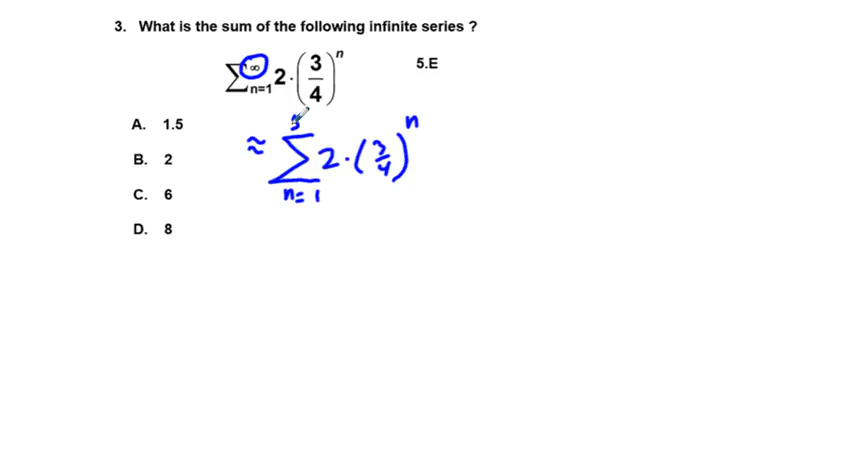 3. What is the sum of the following infinite series ?
∑∞n=1 2·(3/4)^n 5.E
A. 1.5
≈ ∑ n=1 2·(3/4)^n
B. 2
C. 6
D. 8